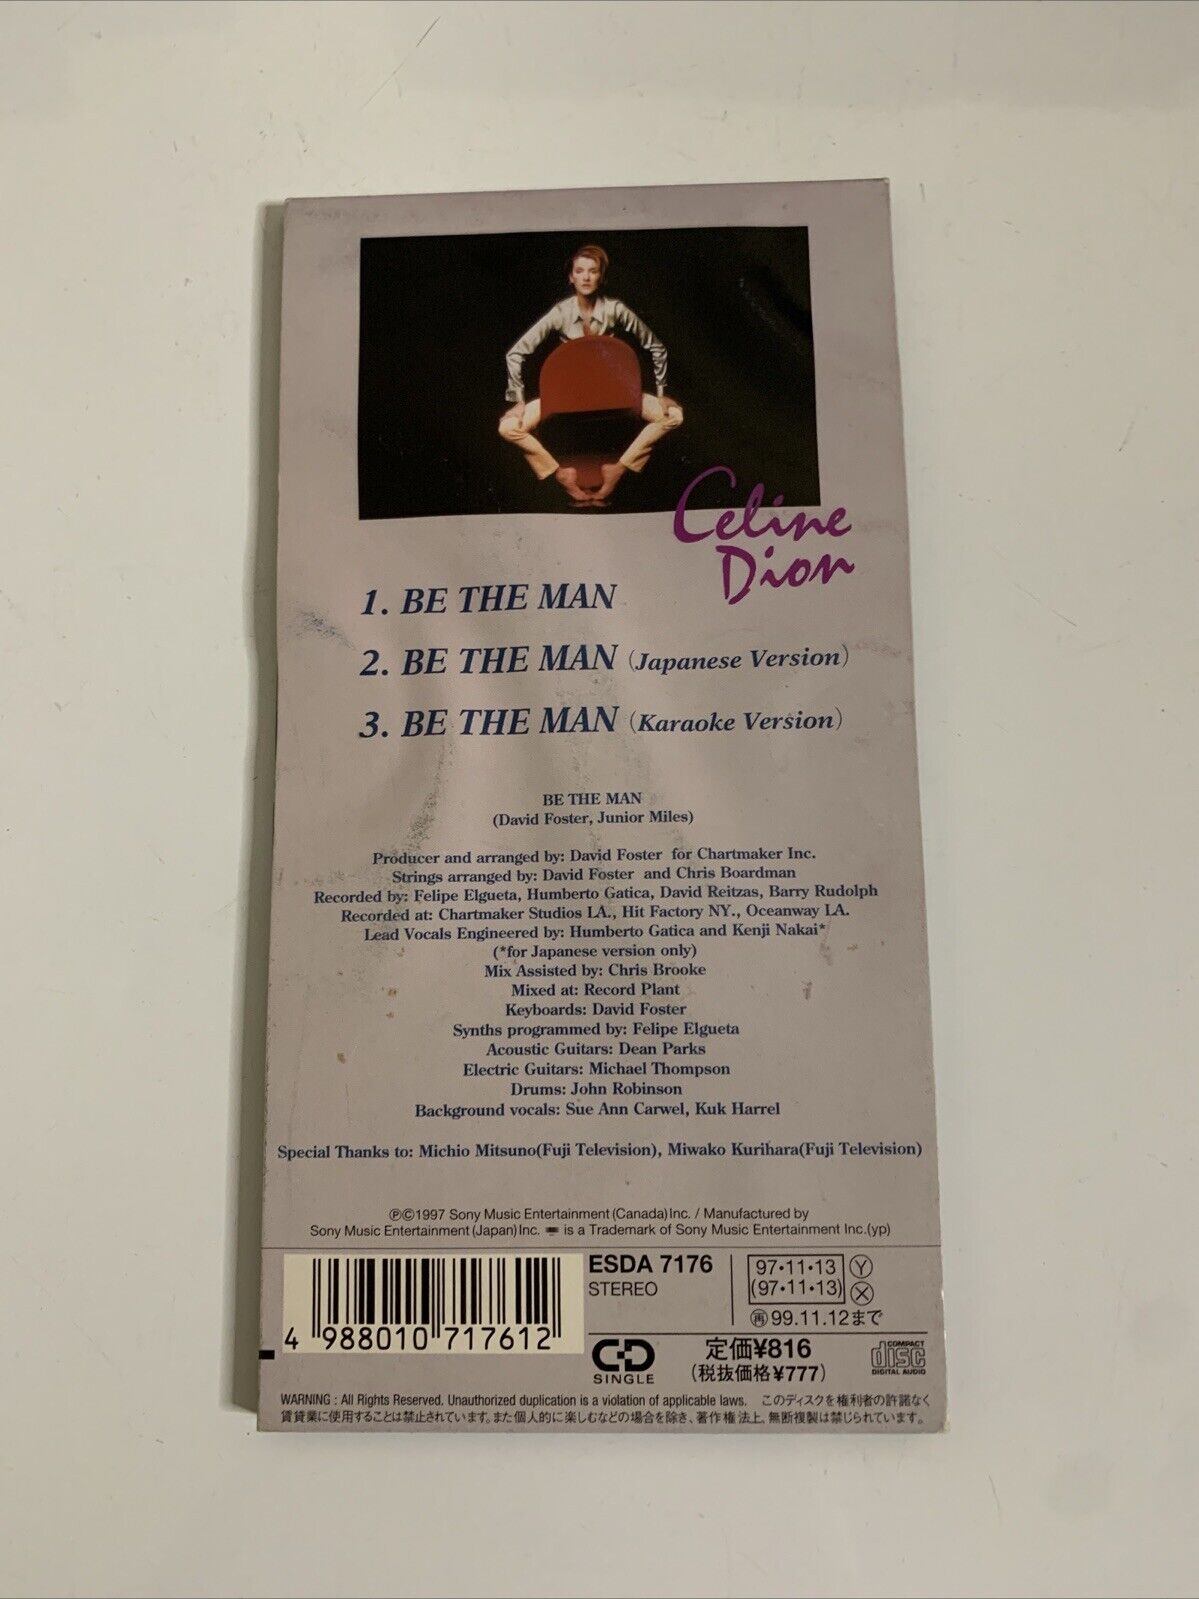 Celine
Dion
1. BE THE MAN
2. BE THE MAN (Japanese Version)
3. BE THE MAN (Karaoke Version)
BE THE MAN
(David Foster, Junior Miles)
Producer and arranged by: David Foster for Chartmaker Inc.
Strings arranged by: David Foster and Chris Boardman
Recorded by: Felipe Elgueta, Humberto Gatica, David Reitzas, Barry Rudolph
Recorded at: Chartmaker Studios LA., Hit Factory NY., Oceanway LA.
Lead Vocals Engineered by: Humberto Gatica and Kenji Nakai*
(*for Japanese version only)
Mix Assisted by: Chris Brooke
Mixed at: Record Plant
Keyboards: David Foster
Synths programmed by: Felipe Elgueta
Acoustic Guitars: Dean Parks
Electric Guitars: Michael Thompson
Drums: John Robinson
Background vocals: Sue Ann Carwel, Kuk Harrel
Special Thanks to: Michio Mitsuno(Fuji Television), Miwako Kurihara(Fuji Television)
℗©1997 Sony Music Entertainment (Canada) Inc. / Manufactured by
Sony Music Entertainment (Japan) Inc. is a Trademark of Sony Music Entertainment Inc.(yp)
4 988010 717612
ESDA 7176
STEREO
97・11・13 Ⓨ
(97・11・13) Ⓧ
㊢99.11.12まで
CD
SINGLE
定価¥816
(税抜価格¥777)
COMPACT
disc
DIGITAL AUDIO
WARNING : All Rights Reserved. Unauthorized duplication is a violation of applicable laws. このディスクを権利者の許諾なく
賃貸業に使用することは禁止されています。また個人的に楽しむなどの場合を除き、著作権法上、無断複製は禁じられています。